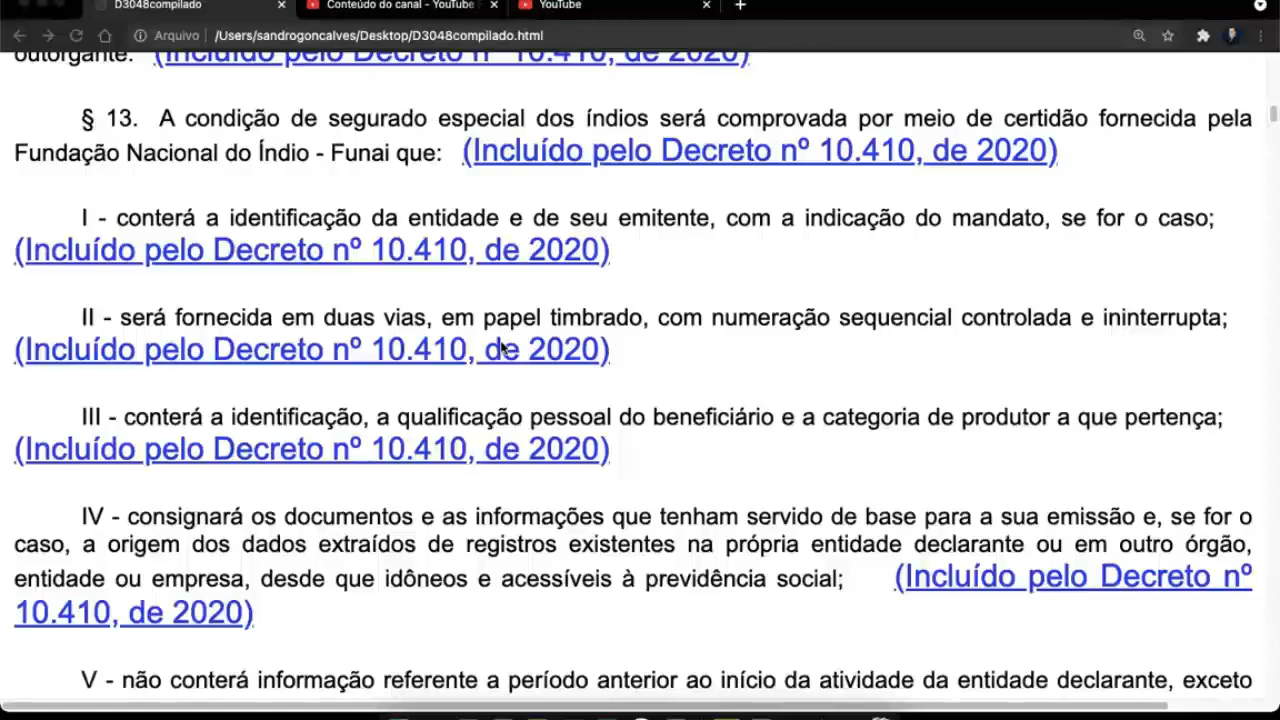 D3048compilado
Conteúdo do canal - YouTube
YouTube
Arquivo
/Users/sandrogoncalves/Desktop/D3048compilado.html
outorgante. (Incluído pelo Decreto nº 10.410, de 2020)
§ 13. A condição de segurado especial dos índios será comprovada por meio de certidão fornecida pela
Fundação Nacional do Índio - Funai que: (Incluído pelo Decreto nº 10.410, de 2020)
I - conterá a identificação da entidade e de seu emitente, com a indicação do mandato, se for o caso;
(Incluído pelo Decreto nº 10.410, de 2020)
II - será fornecida em duas vias, em papel timbrado, com numeração sequencial controlada e ininterrupta;
(Incluído pelo Decreto nº 10.410, de 2020)
III - conterá a identificação, a qualificação pessoal do beneficiário e a categoria de produtor a que pertença;
(Incluído pelo Decreto nº 10.410, de 2020)
IV - consignará os documentos e as informações que tenham servido de base para a sua emissão e, se for o
caso, a origem dos dados extraídos de registros existentes na própria entidade declarante ou em outro órgão,
entidade ou empresa, desde que idôneos e acessíveis à previdência social; (Incluído pelo Decreto nº
10.410, de 2020)
V - não conterá informação referente a período anterior ao início da atividade da entidade declarante, exceto